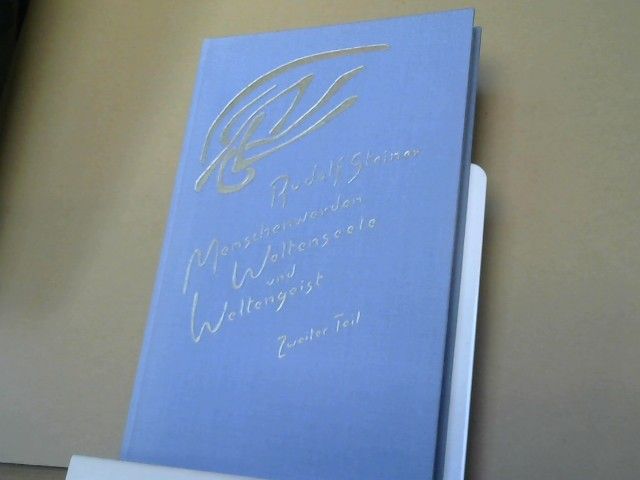 Rudolf Steiner
Menschenwerden
Weltenseele
und
Weltengeist
Zweiter Teil